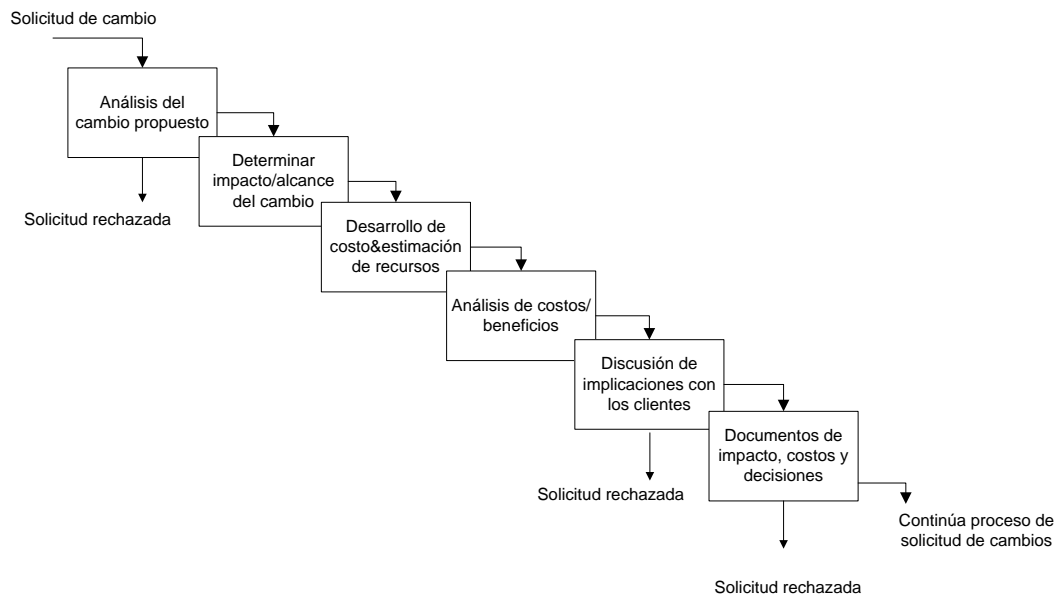 Solicitud de cambio
Análisis del
cambio propuesto
Solicitud rechazada
Determinar
impacto/alcance
del cambio
Desarrollo de
costo&estimación
de recursos
Análisis de costos/
beneficios
Discusión de
implicaciones con
los clientes
Solicitud rechazada
Documentos de
impacto, costos y
decisiones
Continúa proceso de
solicitud de cambios
Solicitud rechazada